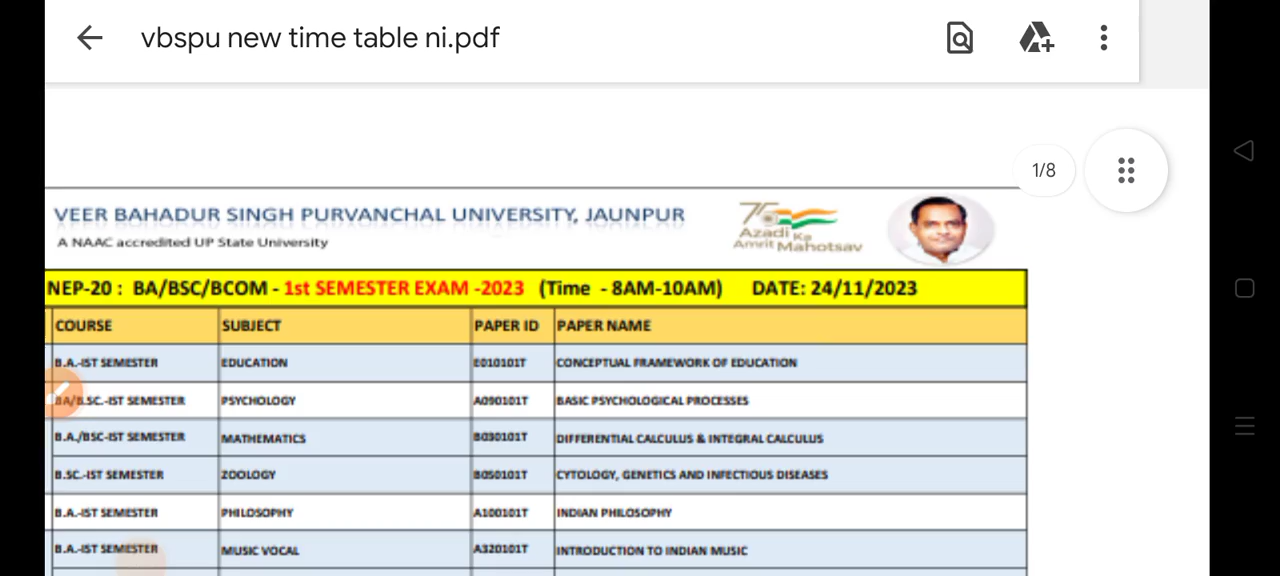 vbspu new time table ni.pdf
1/8
VEER BAHADUR SINGH PURVANCHAL UNIVERSITY, JAUNPUR
A NAAC accredited UP State University
75
Azadi Ka
Amrit Mahotsav
NEP-20 : BA/BSC/BCOM - 1st SEMESTER EXAM -2023 (Time - 8AM-10AM) DATE: 24/11/2023
COURSE SUBJECT PAPER ID PAPER NAME
B.A.-IST SEMESTER EDUCATION E010101T CONCEPTUAL FRAMEWORK OF EDUCATION
BA/B.SC.-IST SEMESTER PSYCHOLOGY A090101T BASIC PSYCHOLOGICAL PROCESSES
B.A./BSC-IST SEMESTER MATHEMATICS B030101T DIFFERENTIAL CALCULUS & INTEGRAL CALCULUS
B.SC.-IST SEMESTER ZOOLOGY B050101T CYTOLOGY, GENETICS AND INFECTIOUS DISEASES
B.A.-IST SEMESTER PHILOSOPHY A100101T INDIAN PHILOSOPHY
B.A.-IST SEMESTER MUSIC VOCAL A320101T INTRODUCTION TO INDIAN MUSIC